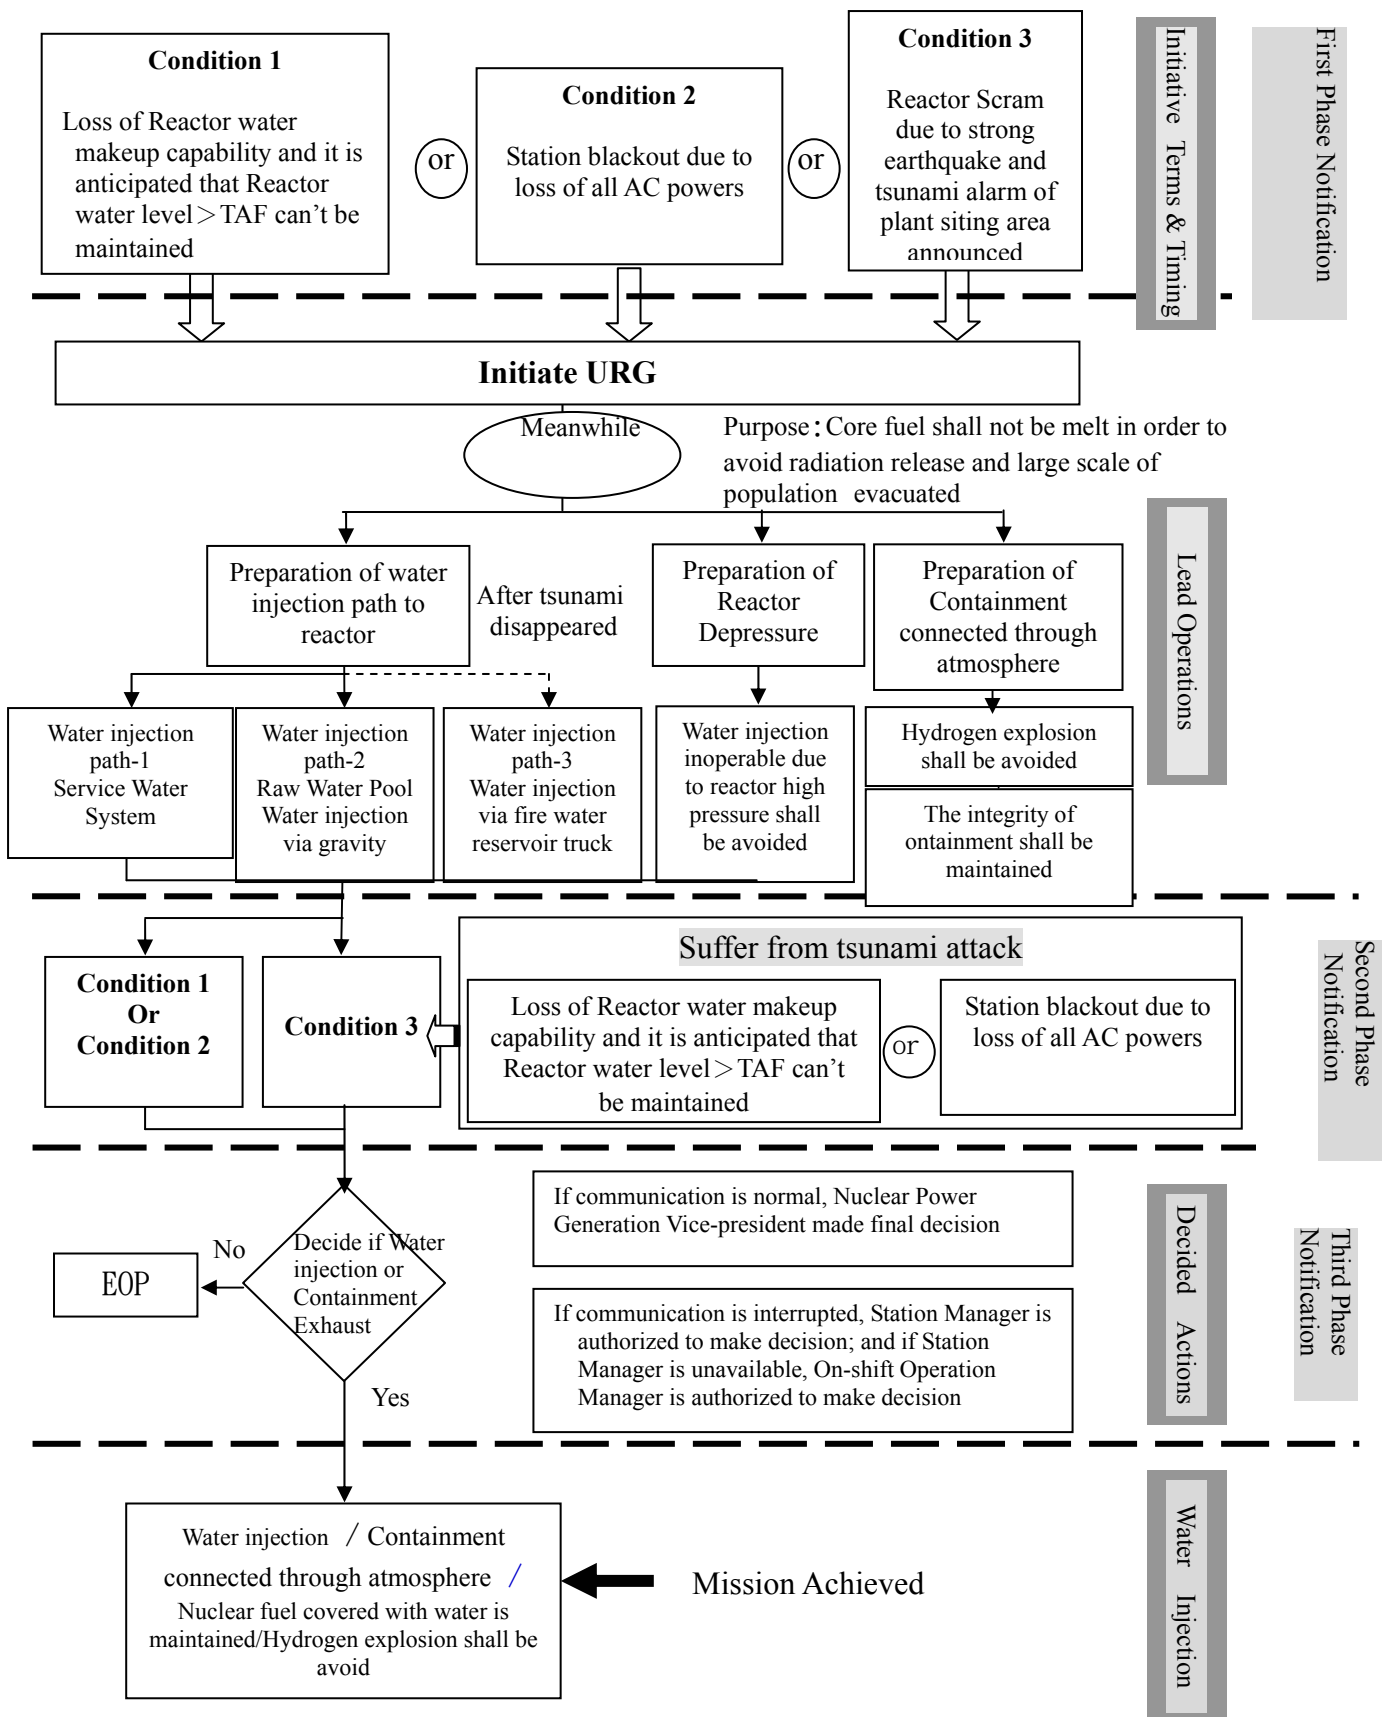 Condition 1
Loss of Reactor water
makeup capability and it is
anticipated that Reactor
water level＞TAF can’t be
maintained
or
Condition 2
Station blackout due to
loss of all AC powers
or
Condition 3
Reactor Scram
due to strong
earthquake and
tsunami alarm of
plant siting area
announced
Initiative Terms & Timing
First Phase Notification
Initiate URG
Meanwhile
Purpose：Core fuel shall not be melt in order to
avoid radiation release and large scale of
population evacuated
Preparation of water
injection path to
reactor
After tsunami
disappeared
Preparation of
Reactor
Depressure
Preparation of
Containment
connected through
atmosphere
Lead Operations
Water injection
path-1
Service Water
System
Water injection
path-2
Raw Water Pool
Water injection
via gravity
Water injection
path-3
Water injection
via fire water
reservoir truck
Water injection
inoperable due
to reactor high
pressure shall
be avoided
Hydrogen explosion
shall be avoided
The integrity of
ontainment shall be
maintained
Condition 1
Or
Condition 2
Condition 3
Suffer from tsunami attack
Loss of Reactor water makeup
capability and it is anticipated that
Reactor water level＞TAF can’t
be maintained
or
Station blackout due to
loss of all AC powers
Second Phase
Notification
Decide if Water
injection or
Containment
Exhaust
No
EOP
Yes
If communication is normal, Nuclear Power
Generation Vice-president made final decision
If communication is interrupted, Station Manager is
authorized to make decision; and if Station
Manager is unavailable, On-shift Operation
Manager is authorized to make decision
Decided Actions
Third Phase
Notification
Water injection / Containment
connected through atmosphere /
Nuclear fuel covered with water is
maintained/Hydrogen explosion shall be
avoid
Mission Achieved
Water Injection